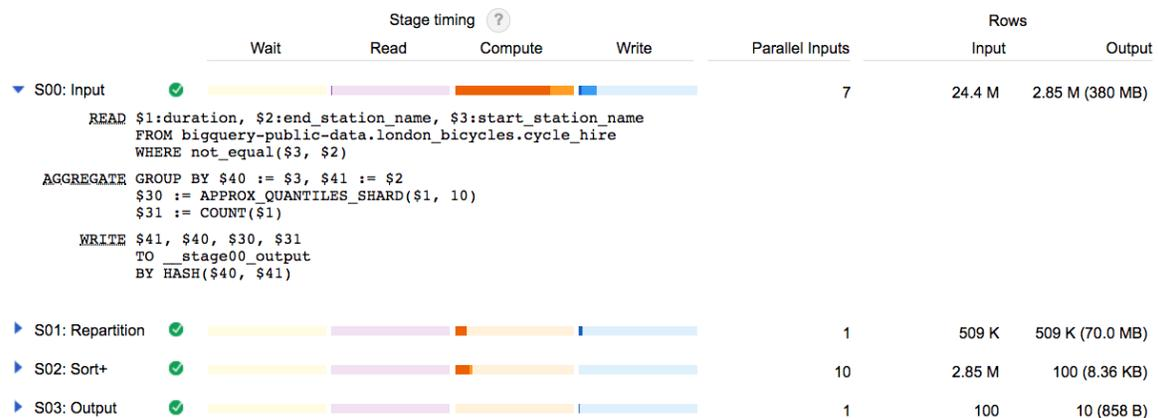 Stage timing ? Rows
Wait Read Compute Write Parallel Inputs Input Output
S00: Input 7 24.4 M 2.85 M (380 MB)
READ $1:duration, $2:end_station_name, $3:start_station_name
FROM bigquery-public-data.london_bicycles.cycle_hire
WHERE not_equal($3, $2)
AGGREGATE GROUP BY $40 := $3, $41 := $2
$30 := APPROX_QUANTILES_SHARD($1, 10)
$31 := COUNT($1)
WRITE $41, $40, $30, $31
TO __stage00_output
BY HASH($40, $41)
S01: Repartition 1 509 K 509 K (70.0 MB)
S02: Sort+ 10 2.85 M 100 (8.36 KB)
S03: Output 1 100 10 (858 B)